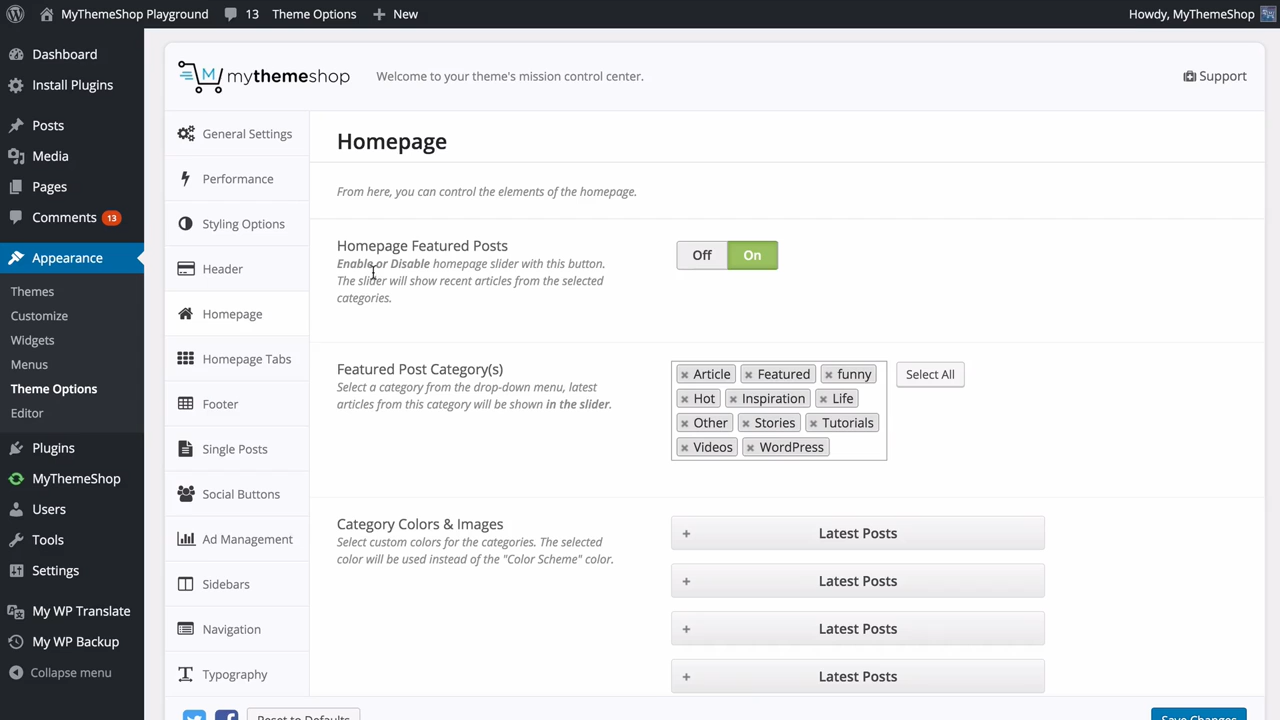 MyThemeShop Playground
13
Theme Options
New
Howdy, MyThemeShop
Dashboard
Install Plugins
Posts
Media
Pages
Comments 13
Appearance
Themes
Customize
Widgets
Menus
Theme Options
Editor
Plugins
MyThemeShop
Users
Tools
Settings
My WP Translate
My WP Backup
Collapse menu
M mythemeshop
Welcome to your theme's mission control center.
Support
General Settings
Performance
Styling Options
Header
Homepage
Homepage Tabs
Footer
Single Posts
Social Buttons
Ad Management
Sidebars
Navigation
Typography
Homepage
From here, you can control the elements of the homepage.
Homepage Featured Posts
Enable or Disable homepage slider with this button.
The slider will show recent articles from the selected
categories.
Off On
Featured Post Category(s)
Select a category from the drop-down menu, latest
articles from this category will be shown in the slider.
× Article × Featured × funny
× Hot × Inspiration × Life
× Other × Stories × Tutorials
× Videos × WordPress
Select All
Category Colors & Images
Select custom colors for the categories. The selected
color will be used instead of the "Color Scheme" color.
+ Latest Posts
+ Latest Posts
+ Latest Posts
+ Latest Posts
Reset to Defaults
Save Changes